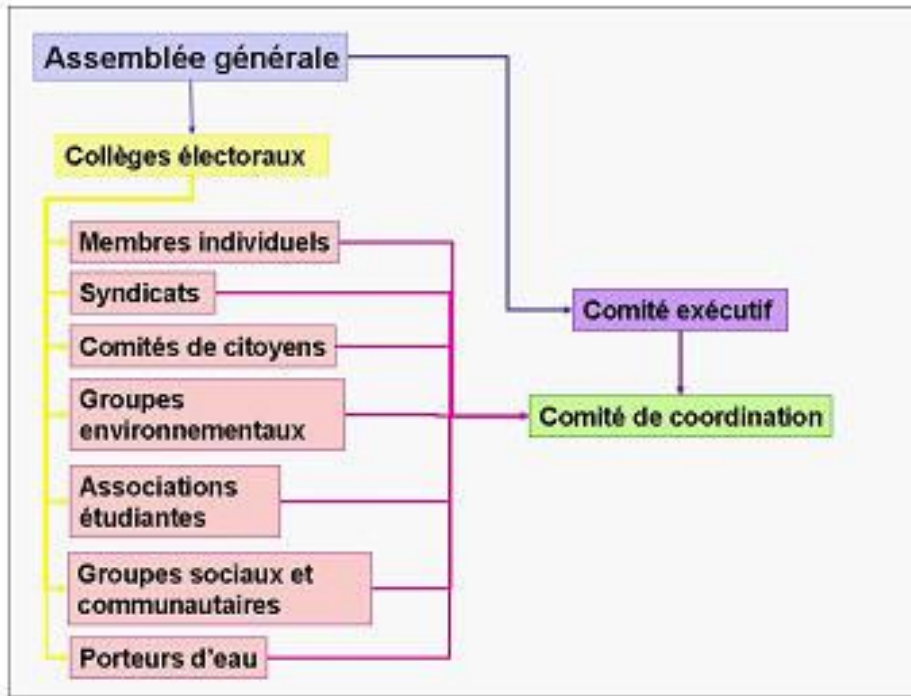 Assemblée générale
Collèges électoraux
Membres individuels
Syndicats
Comités de citoyens
Groupes
environnementaux
Associations
étudiantes
Groupes sociaux et
communautaires
Porteurs d'eau
Comité exécutif
Comité de coordination